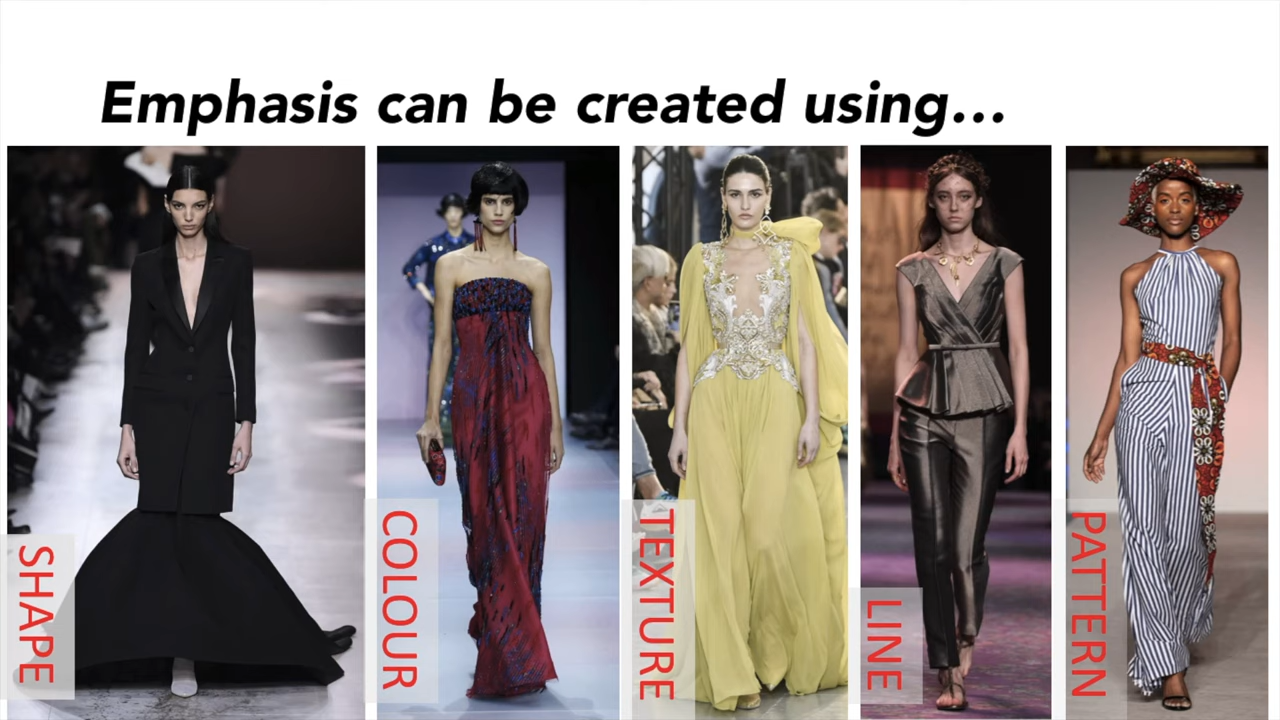 Emphasis can be created using...
SHAPE
COLOUR
TEXTURE
LINE
PATTERN